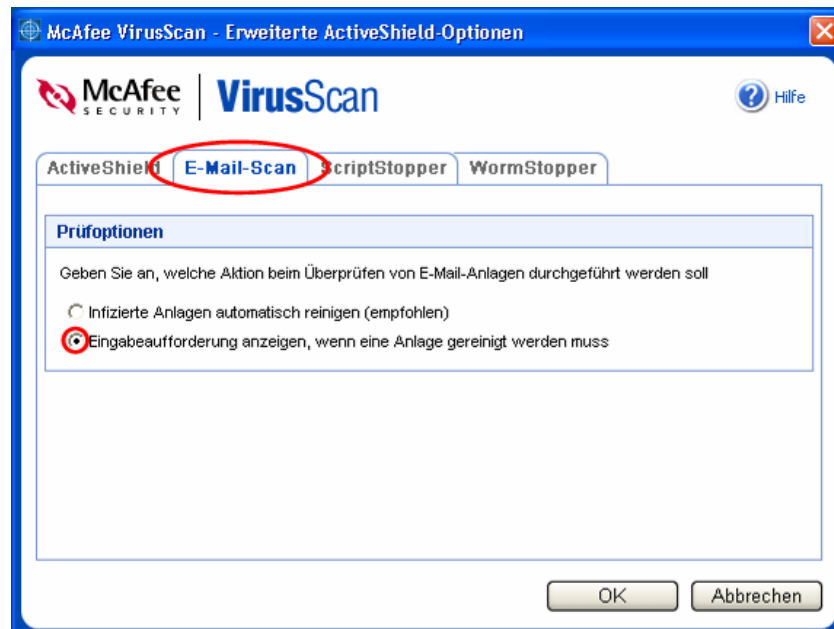 McAfee VirusScan - Erweiterte ActiveShield-Optionen
McAfee SECURITY VirusScan
Hilfe
ActiveShield E-Mail-Scan ScriptStopper WormStopper
Prüfoptionen
Geben Sie an, welche Aktion beim Überprüfen von E-Mail-Anlagen durchgeführt werden soll
Infizierte Anlagen automatisch reinigen (empfohlen)
Eingabeaufforderung anzeigen, wenn eine Anlage gereinigt werden muss
OK Abbrechen